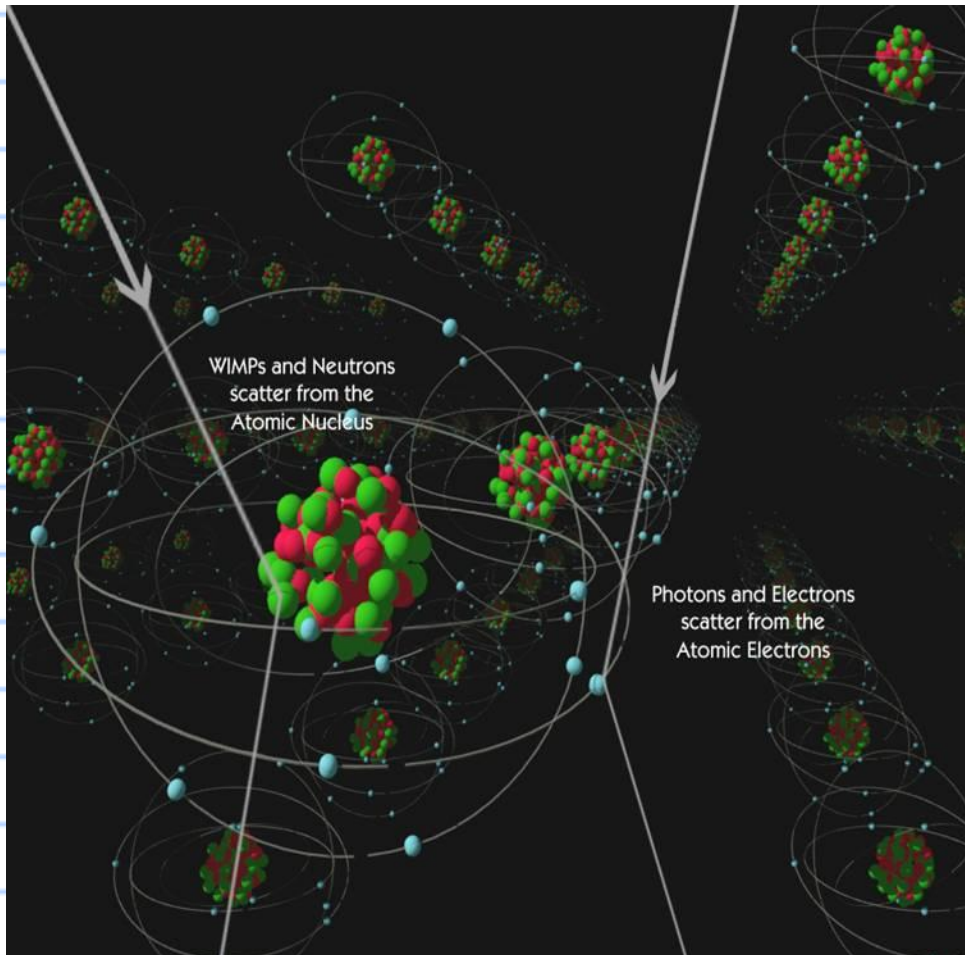 WIMPs and Neutrons
scatter from the
Atomic Nucleus
Photons and Electrons
scatter from the
Atomic Electrons